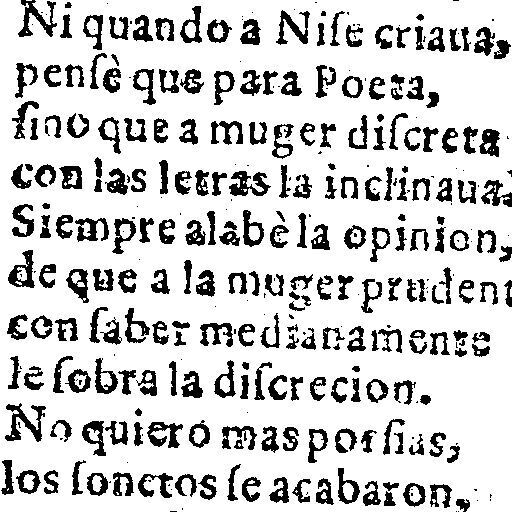 Ni quando a Niſe criaua,
penſè que para Poeta,
ſino que a muger diſcreta
con las letras la inclinaua:
Siempre alabè la opinion,
de que a la muger prudent
con ſaber medianamente
le ſobra la diſcrecion.
No quiero mas poeſias,
los ſonetos ſe acabaron,